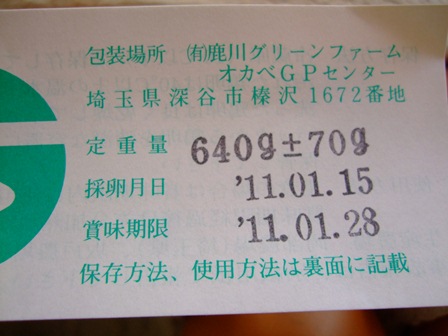 包装場所 ㈲鹿川グリーンファーム
オカベGPセンター
埼玉県深谷市榛沢1672番地
定重量 640g±70g
採卵月日 '11.01.15
賞味期限 '11.01.28
保存方法、使用方法は裏面に記載